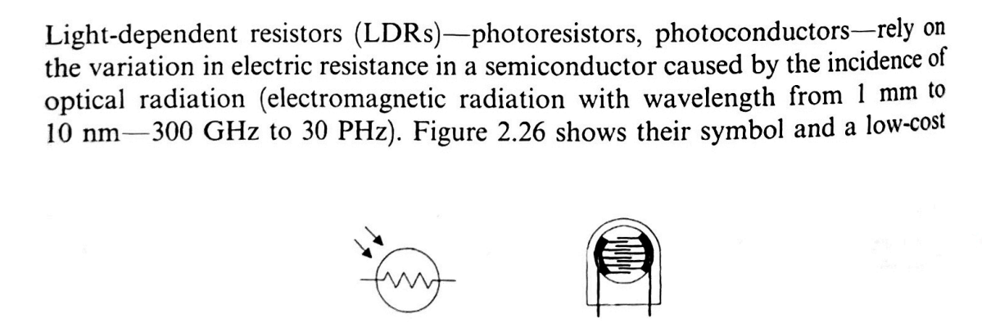 Light-dependent resistors (LDRs)—photoresistors, photoconductors—rely on
the variation in electric resistance in a semiconductor caused by the incidence of
optical radiation (electromagnetic radiation with wavelength from 1 mm to
10 nm—300 GHz to 30 PHz). Figure 2.26 shows their symbol and a low-cost